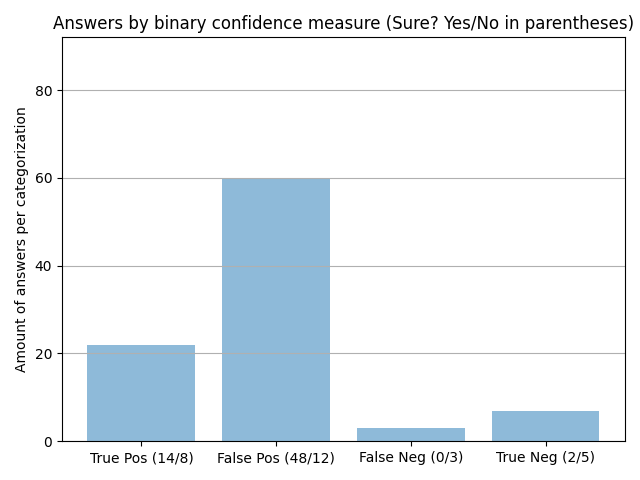 Answers by binary confidence measure (Sure? Yes/No in parentheses)
Amount of answers per categorization
80
60
40
20
0
True Pos (14/8) False Pos (48/12) False Neg (0/3) True Neg (2/5)